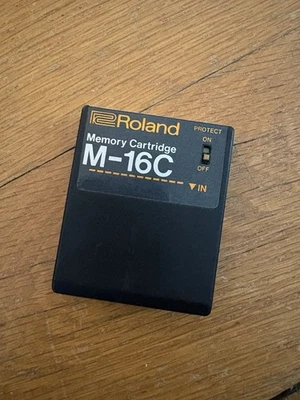 Roland
PROTECT
ON
Memory Cartridge
M-16C
OFF
▼IN